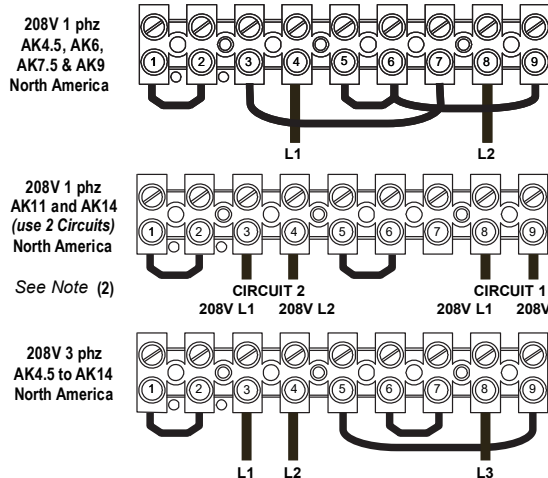 208V 1 phz
AK4.5, AK6,
AK7.5 & AK9
North America
1 2 3 4 5 6 7 8 9
L1 L2
208V 1 phz
AK11 and AK14
(use 2 Circuits)
North America
See Note (2)
1 2 3 4 5 6 7 8 9
CIRCUIT 2 CIRCUIT 1
208V L1 208V L2 208V L1 208V
208V 3 phz
AK4.5 to AK14
North America
1 2 3 4 5 6 7 8 9
L1 L2 L3